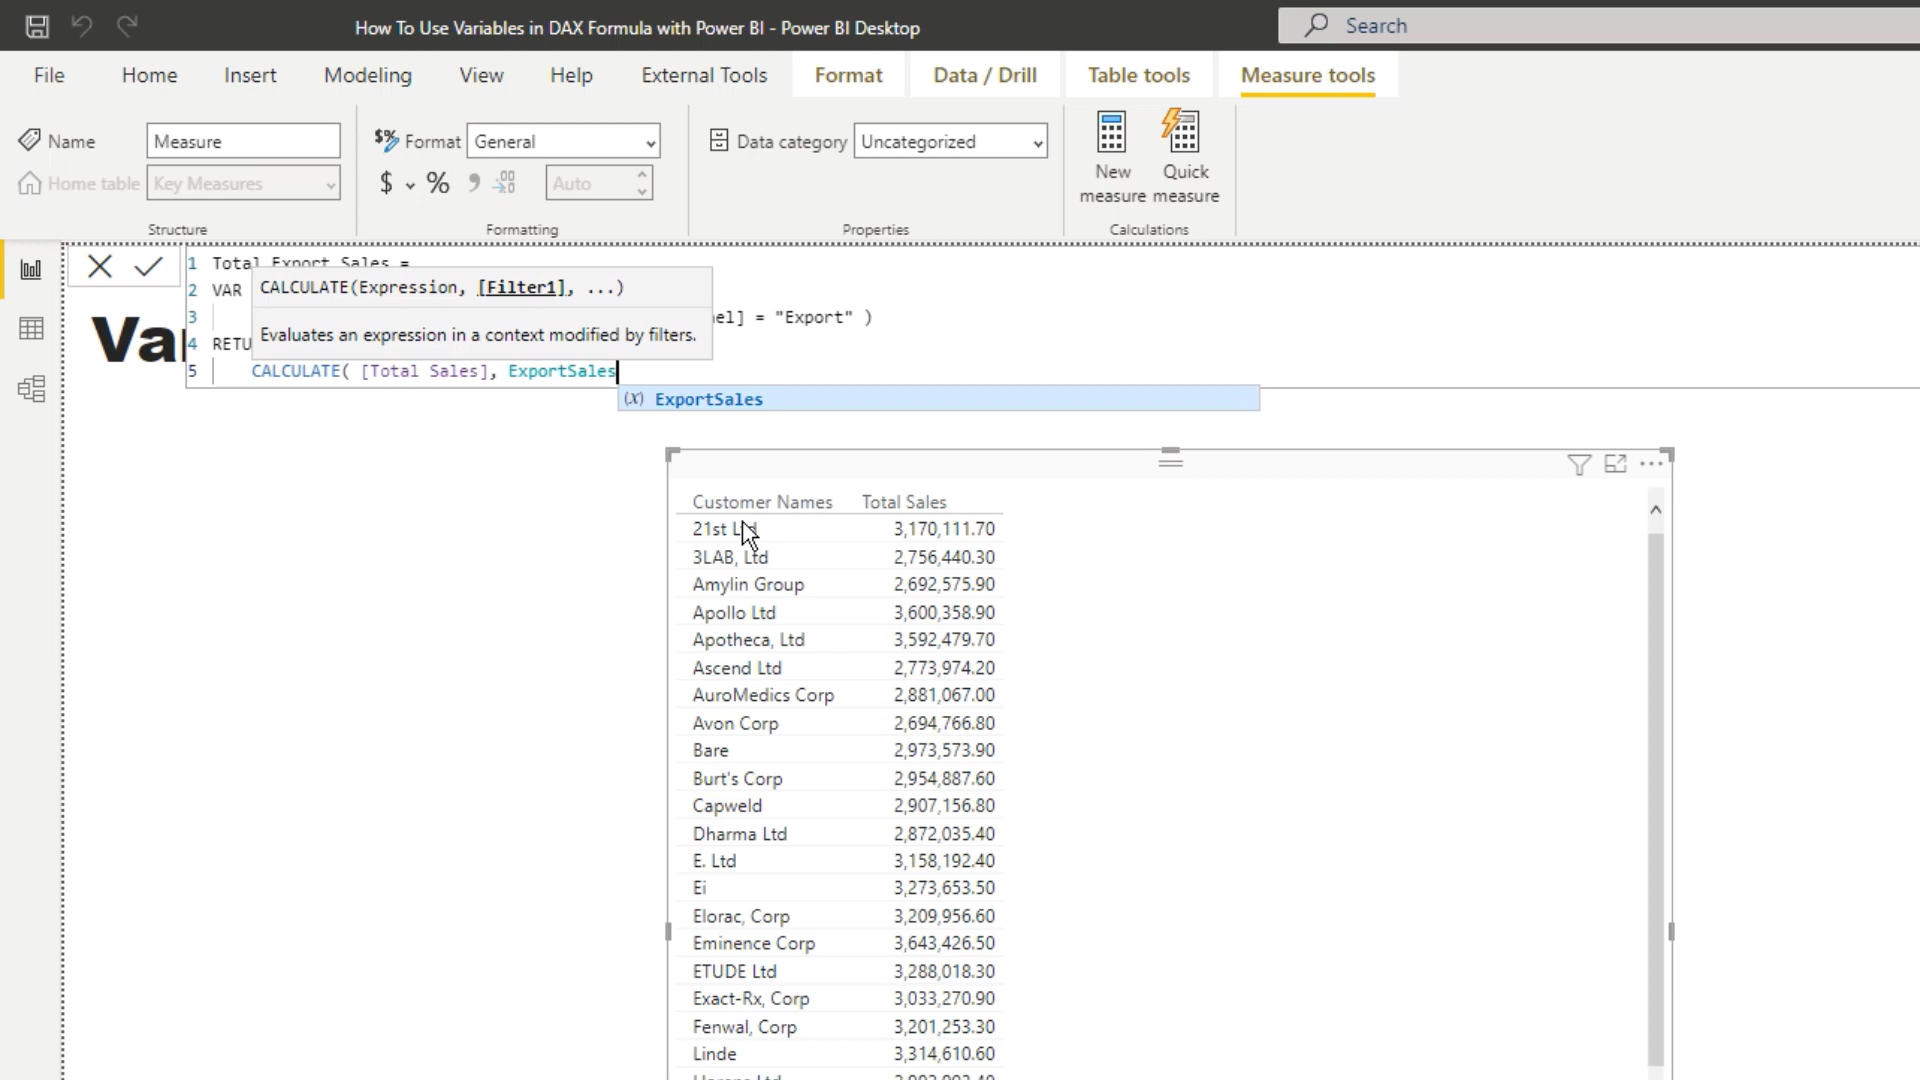 How To Use Variables in DAX Formula with Power BI - Power BI Desktop
Search
File Home Insert Modeling View Help External Tools Format Data / Drill Table tools Measure tools
Name Measure
$% Format General
Data category Uncategorized
New measure
Quick measure
Home table Key Measures
$ % Auto
Structure Formatting Properties Calculations
1 Total Export Sales =
2 VAR
CALCULATE(Expression, [Filter1], ...)
3 nel] = "Export" )
Evaluates an expression in a context modified by filters.
4 RETU
5 CALCULATE( [Total Sales], ExportSales
(x) ExportSales
Va
Customer Names Total Sales
21st Ltd 3,170,111.70
3LAB, Ltd 2,756,440.30
Amylin Group 2,692,575.90
Apollo Ltd 3,600,358.90
Apotheca, Ltd 3,592,479.70
Ascend Ltd 2,773,974.20
AuroMedics Corp 2,881,067.00
Avon Corp 2,694,766.80
Bare 2,973,573.90
Burt's Corp 2,954,887.60
Capweld 2,907,156.80
Dharma Ltd 2,872,035.40
E. Ltd 3,158,192.40
Ei 3,273,653.50
Elorac, Corp 3,209,956.60
Eminence Corp 3,643,426.50
ETUDE Ltd 3,288,018.30
Exact-Rx, Corp 3,033,270.90
Fenwal, Corp 3,201,253.30
Linde 3,314,610.60